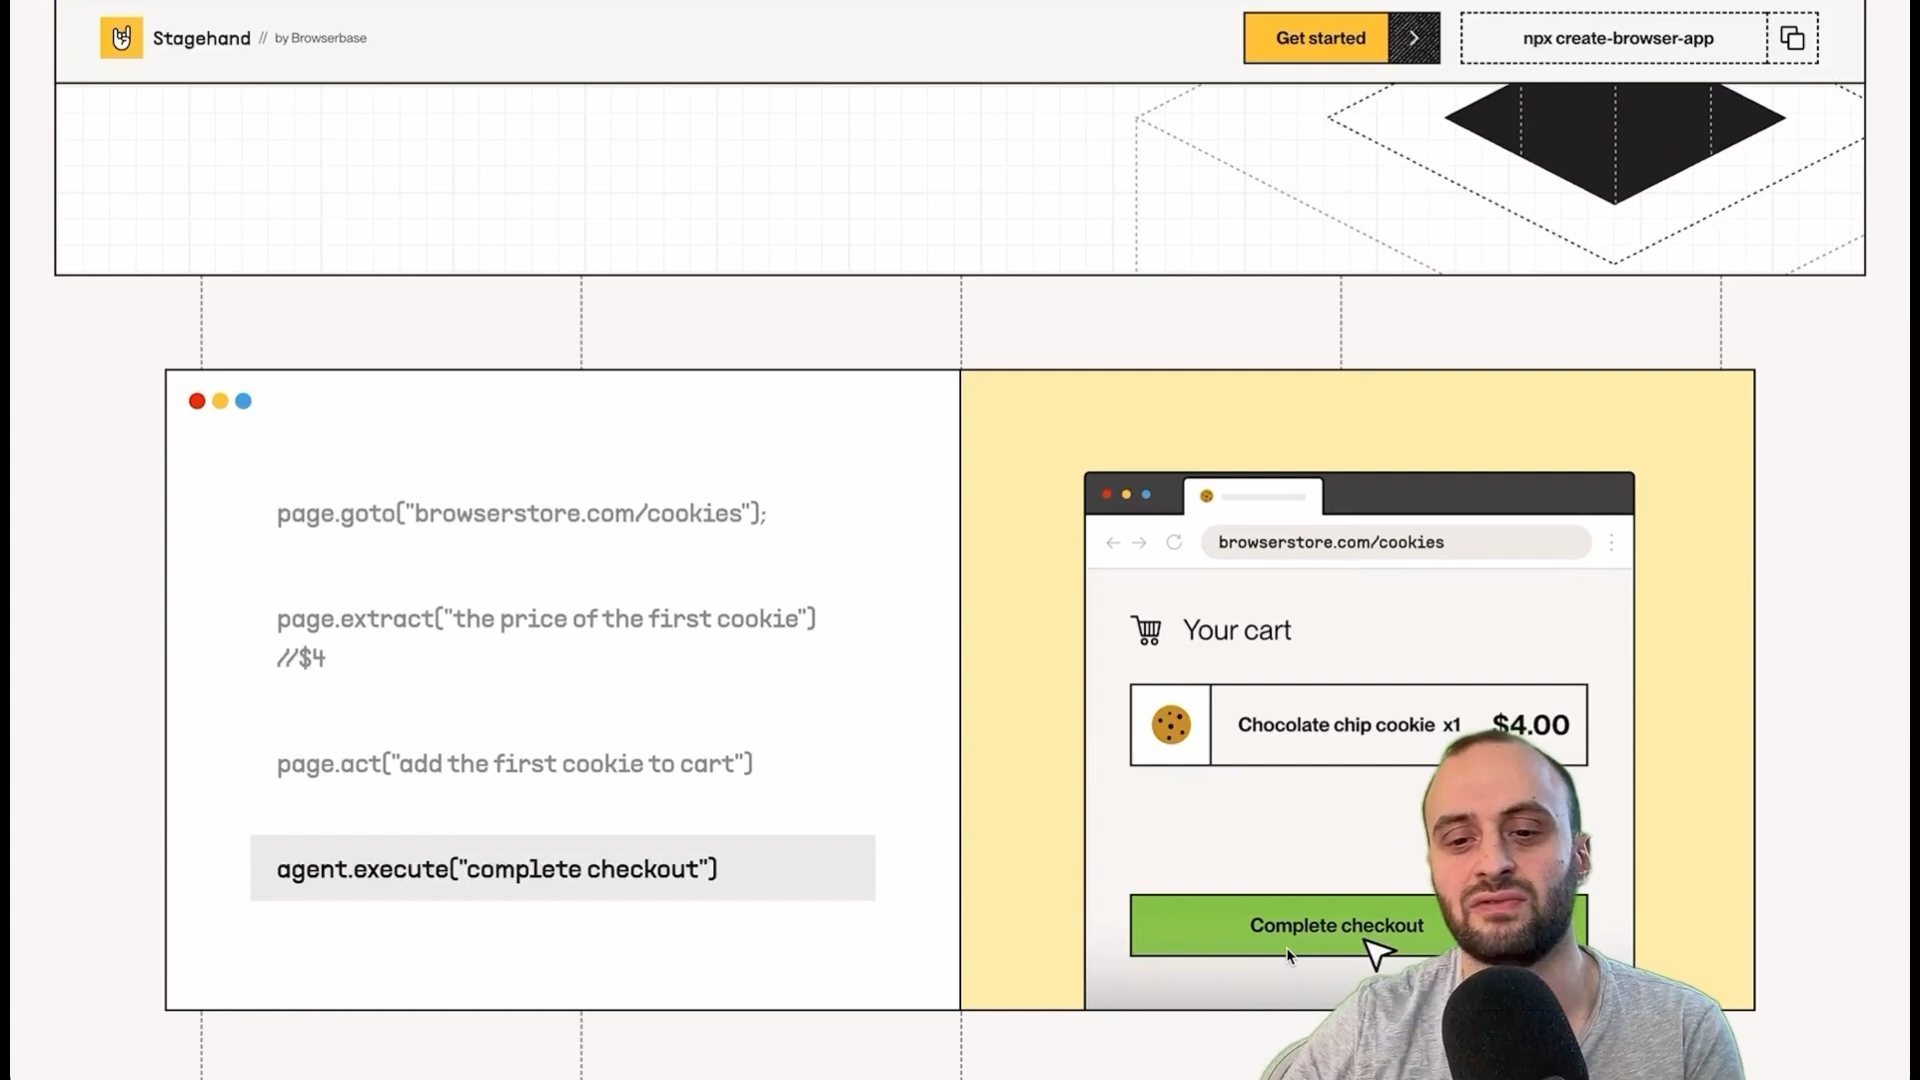 Stagehand // by Browserbase
Get started
npx create-browser-app
page.goto("browserstore.com/cookies");
page.extract("the price of the first cookie")
//$4
page.act("add the first cookie to cart")
agent.execute("complete checkout")
browserstore.com/cookies
Your cart
Chocolate chip cookie x1 $4.00
Complete checkout